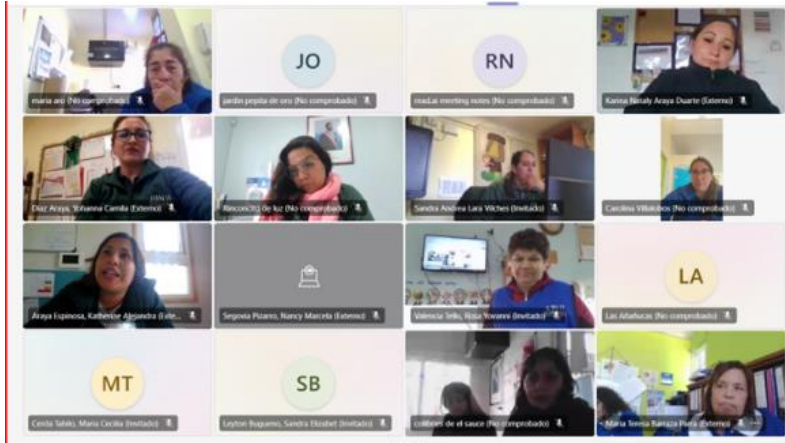 maria aro (No comprobado)
JO
jardin pepita de oro (No comprobado)
RN
read.ai meeting notes (No comprobado)
Karina Nataly Araya Duarte (Externo)
Diaz Araya, Yohanna Camila (Externo)
Rinconcito de luz (No comprobado)
Sandra Andrea Lara Vilches (Invitado)
Carolina Villalobos (No comprobado)
Araya Espinosa, Katherine Alejandra (Exte...
Segovia Pizarro, Nancy Marcela (Externo)
Valencia Tello, Rosa Yovanni (Invitado)
LA
Las Añañucas (No comprobado)
MT
Cerda Tabilo, Maria Cecilia (Invitado)
SB
Leyton Bugueno, Sandra Elizabet (Invitado)
colibries de el sauce (No comprobado)
Maria Teresa Barraza Parra (Externo)